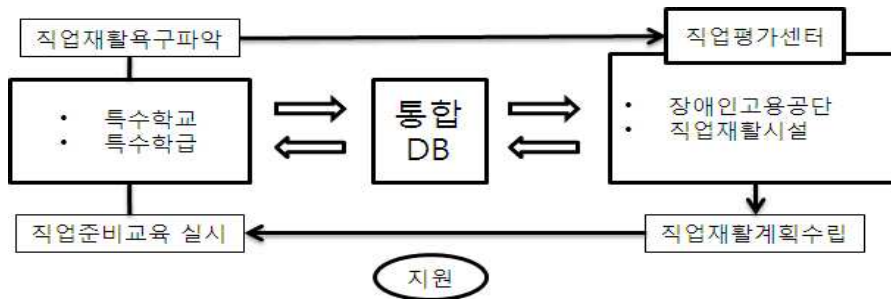 직업재활욕구파악
직업평가센터
• 특수학교
• 특수학급
통합
DB
• 장애인고용공단
• 직업재활시설
직업준비교육 실시
직업재활계획수립
지원